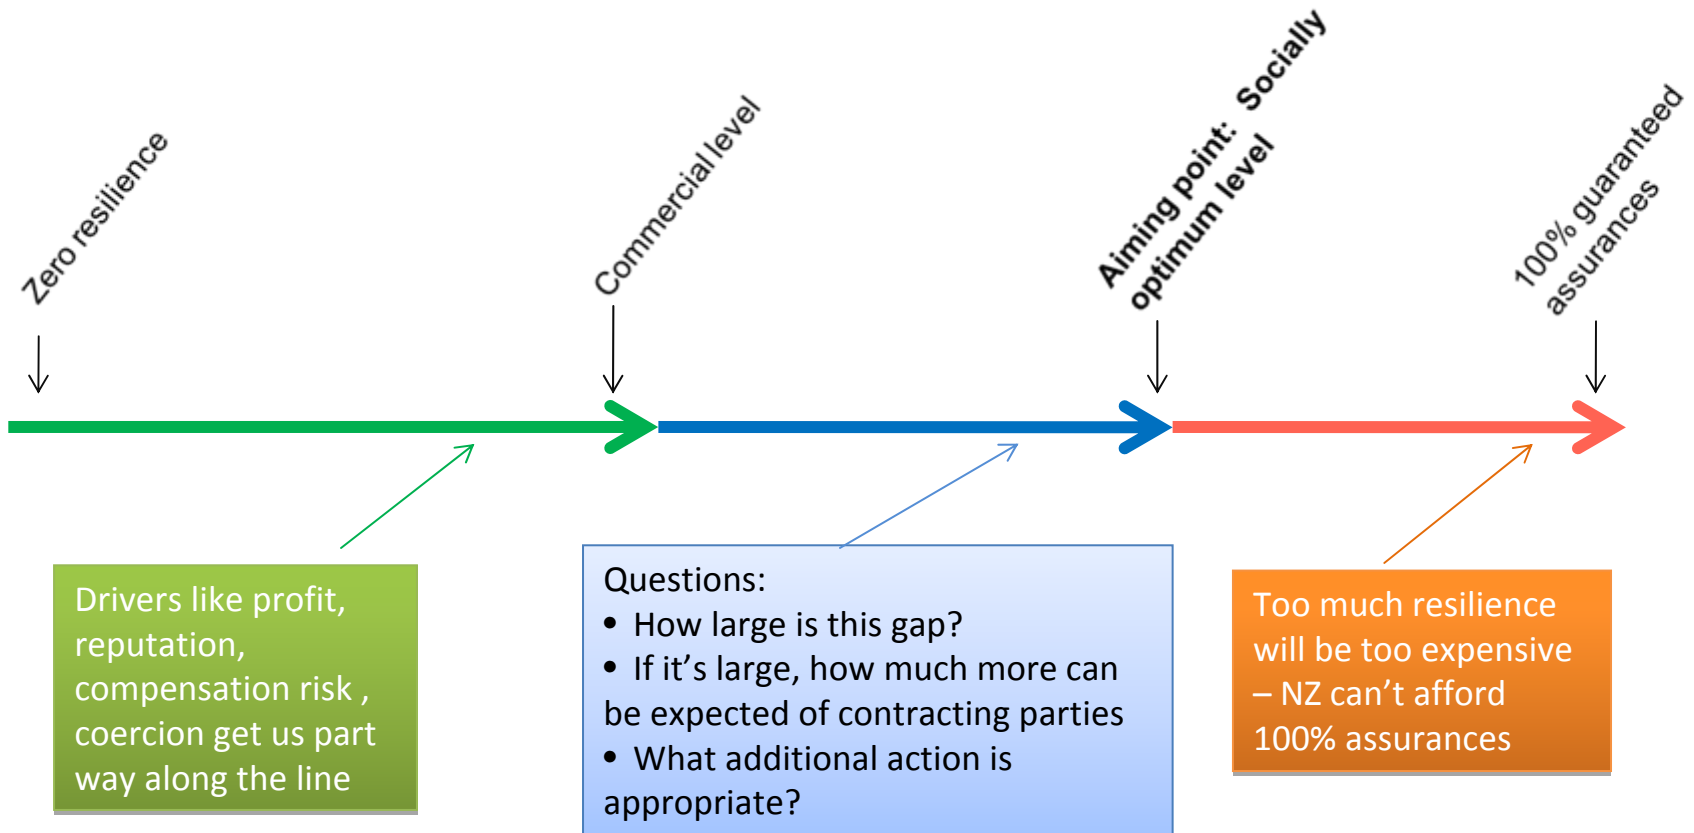 Zero resilience
Commercial level
Aiming point:  Socially
optimum level
100% guaranteed
assurances
Drivers like profit,
reputation,
compensation risk ,
coercion get us part
way along the line
Questions:
• How large is this gap?
• If it’s large, how much more can
be expected of contracting parties
• What additional action is
appropriate?
Too much resilience
will be too expensive
– NZ can’t afford
100% assurances